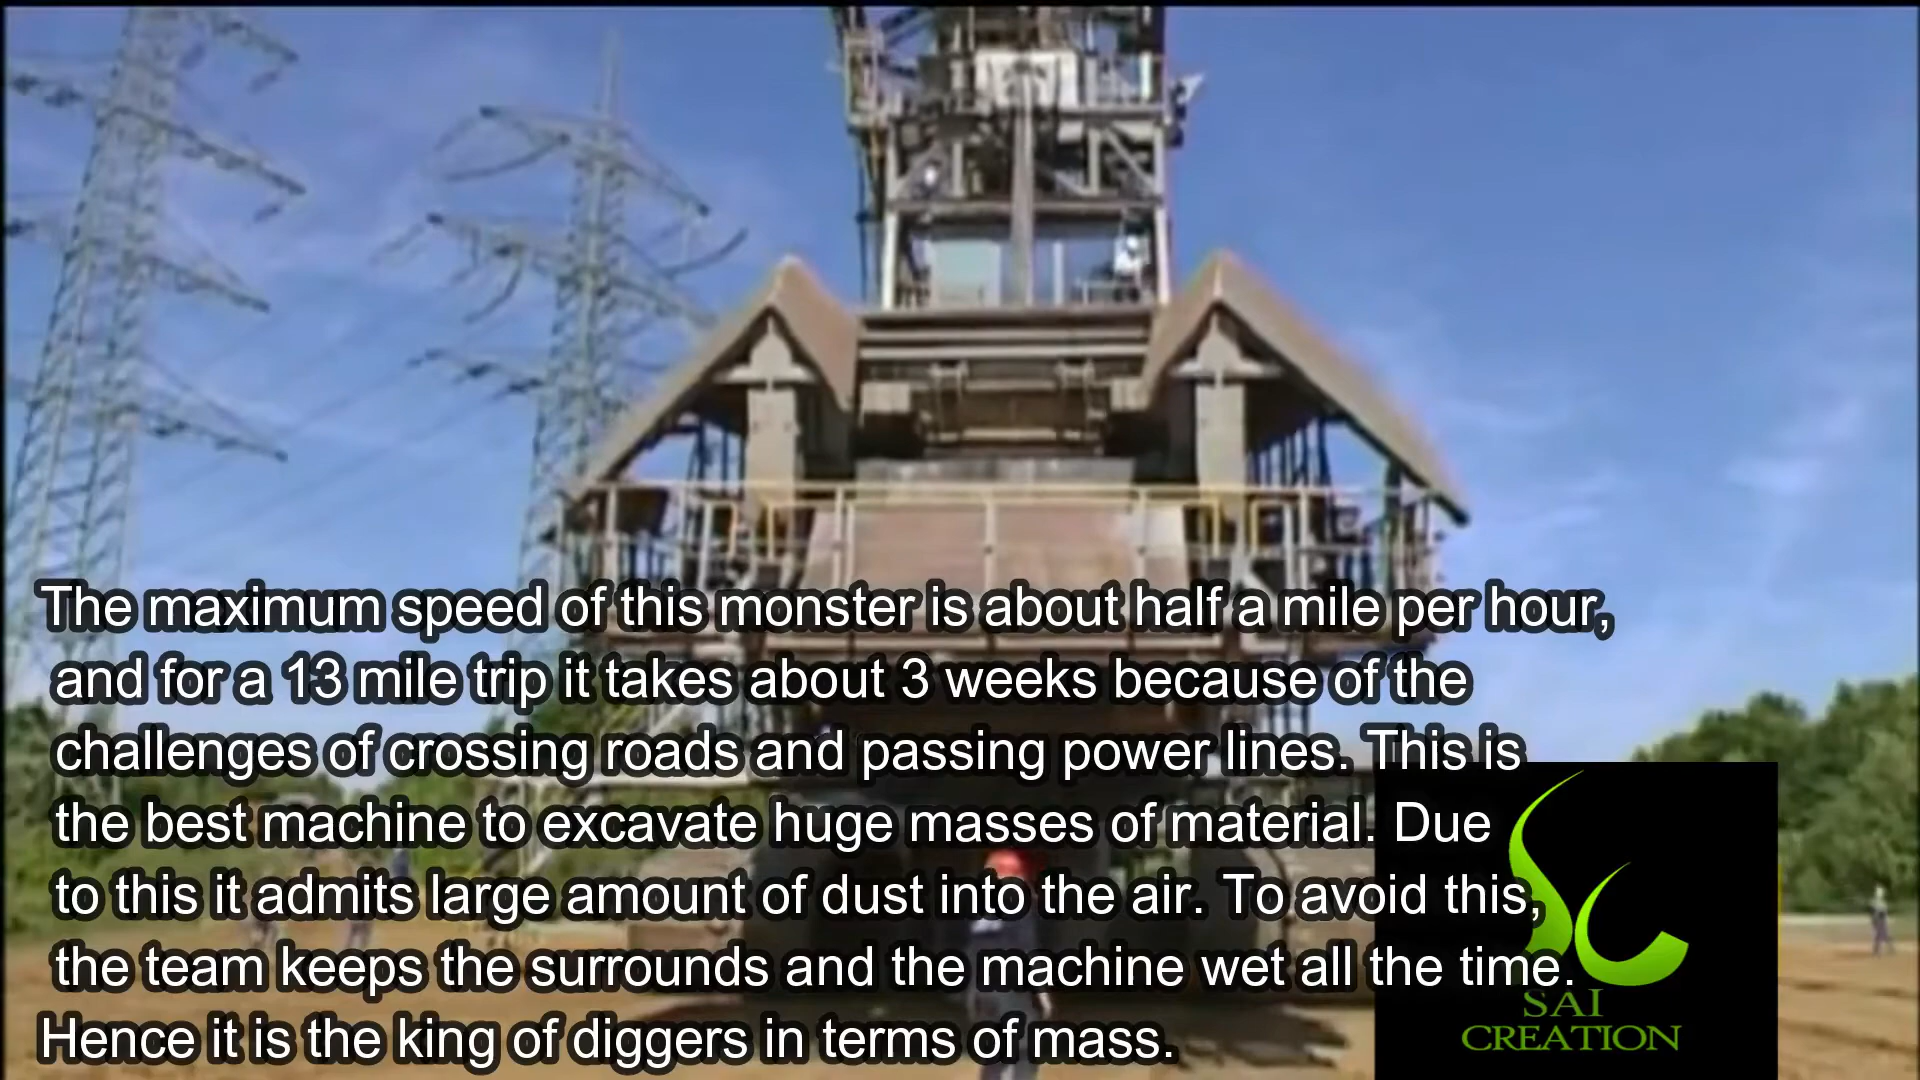 The maximum speed of this monster is about half a mile per hour,
and for a 13 mile trip it takes about 3 weeks because of the
challenges of crossing roads and passing power lines. This is
the best machine to excavate huge masses of material. Due
to this it admits large amount of dust into the air. To avoid this,
the team keeps the surrounds and the machine wet all the time.
Hence it is the king of diggers in terms of mass.
SAI
CREATION